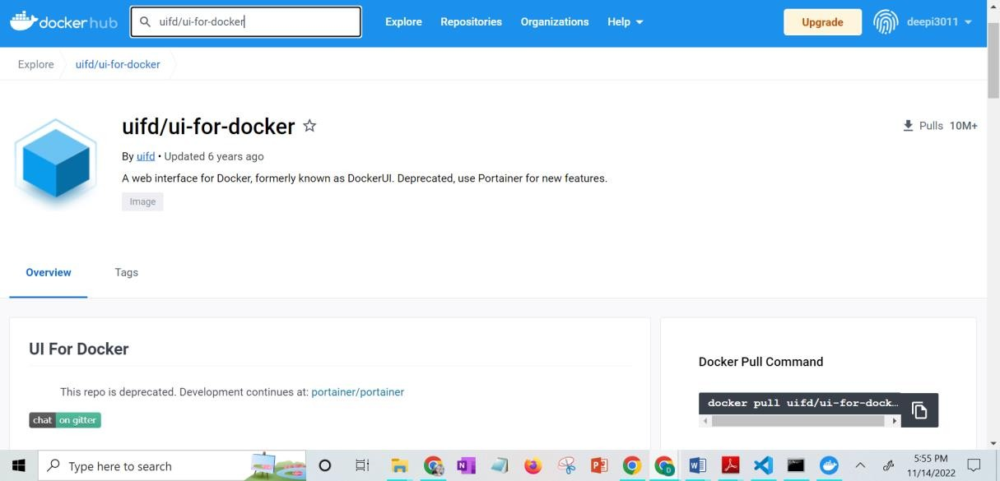 docker hub
uifd/ui-for-docker
Explore
Repositories
Organizations
Help
Upgrade
deepi3011
Explore
uifd/ui-for-docker
uifd/ui-for-docker
Pulls 10M+
By uifd • Updated 6 years ago
A web interface for Docker, formerly known as DockerUI. Deprecated, use Portainer for new features.
Image
Overview
Tags
UI For Docker
This repo is deprecated. Development continues at: portainer/portainer
chat on gitter
Docker Pull Command
docker pull uifd/ui-for-dock…
Type here to search
5:55 PM
11/14/2022